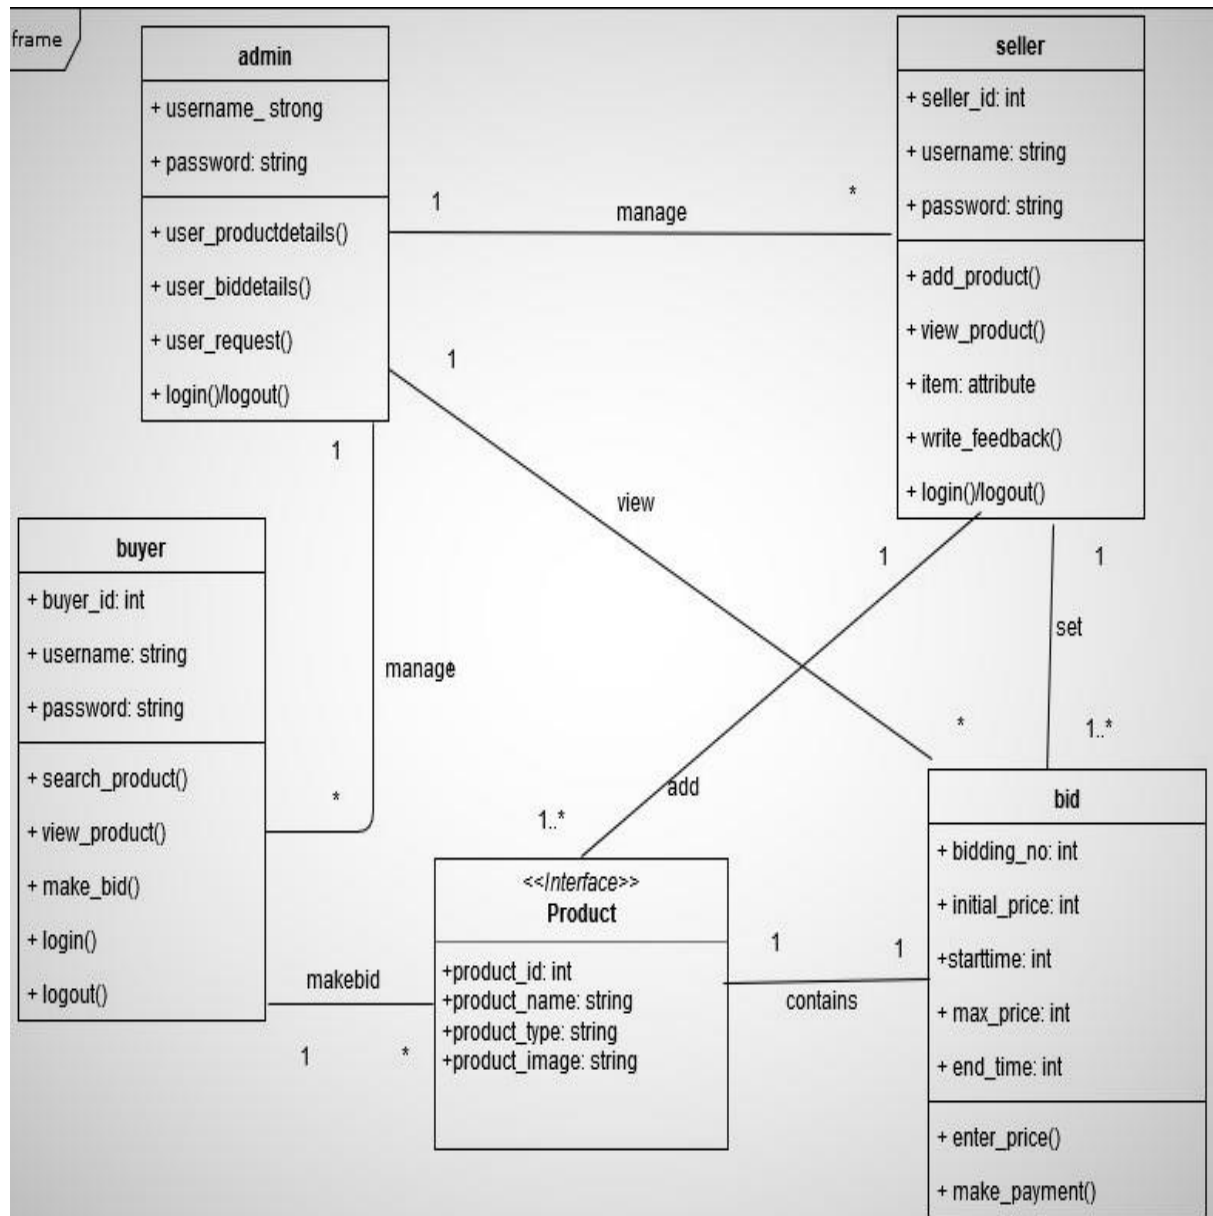 frame
admin
+ username_ strong
+ password: string
+ user_productdetails()
+ user_biddetails()
+ user_request()
+ login()/logout()
seller
+ seller_id: int
+ username: string
+ password: string
+ add_product()
+ view_product()
+ item: attribute
+ write_feedback()
+ login()/logout()
1
manage
*
1
view
*
1
manage
*
1
add
1..*
1
set
1..*
buyer
+ buyer_id: int
+ username: string
+ password: string
+ search_product()
+ view_product()
+ make_bid()
+ login()
+ logout()
makebid
1
*
<<Interface>>
Product
+product_id: int
+product_name: string
+product_type: string
+product_image: string
1
1
contains
bid
+ bidding_no: int
+ initial_price: int
+starttime: int
+ max_price: int
+ end_time: int
+ enter_price()
+ make_payment()